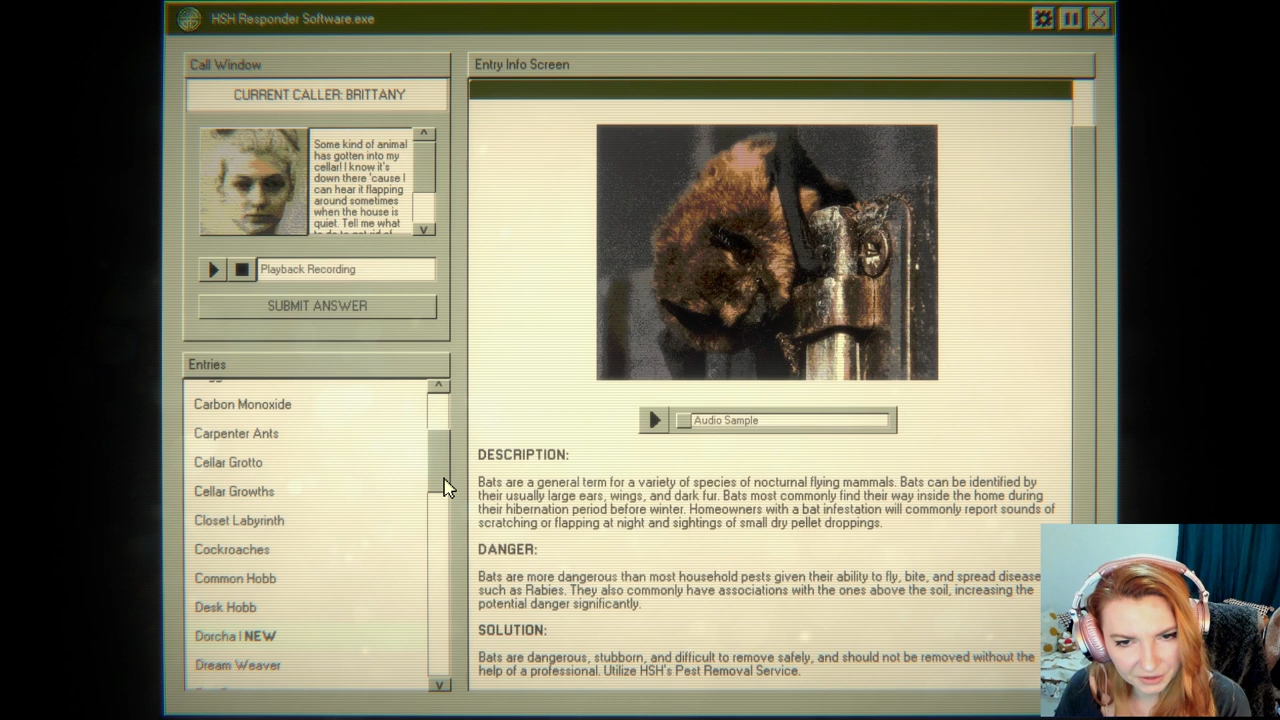 HSH Responder Software.exe
Call Window
CURRENT CALLER: BRITTANY
Some kind of animal
has gotten into my
cellar! I know it's
down there 'cause I
can hear it flapping
around sometimes
when the house is
quiet. Tell me what
to do to get rid of
Playback Recording
SUBMIT ANSWER
Entries
Carbon Monoxide
Carpenter Ants
Cellar Grotto
Cellar Growths
Closet Labyrinth
Cockroaches
Common Hobb
Desk Hobb
Dorcha | NEW
Dream Weaver
Entry Info Screen
Audio Sample
DESCRIPTION:
Bats are a general term for a variety of species of nocturnal flying mammals. Bats can be identified by
their usually large ears, wings, and dark fur. Bats most commonly find their way inside the home during
their hibernation period before winter. Homeowners with a bat infestation will commonly report sounds of
scratching or flapping at night and sightings of small dry pellet droppings.
DANGER:
Bats are more dangerous than most household pests given their ability to fly, bite, and spread disease
such as Rabies. They also commonly have associations with the ones above the soil, increasing the
potential danger significantly.
SOLUTION:
Bats are dangerous, stubborn, and difficult to remove safely, and should not be removed without the
help of a professional. Utilize HSH's Pest Removal Service.